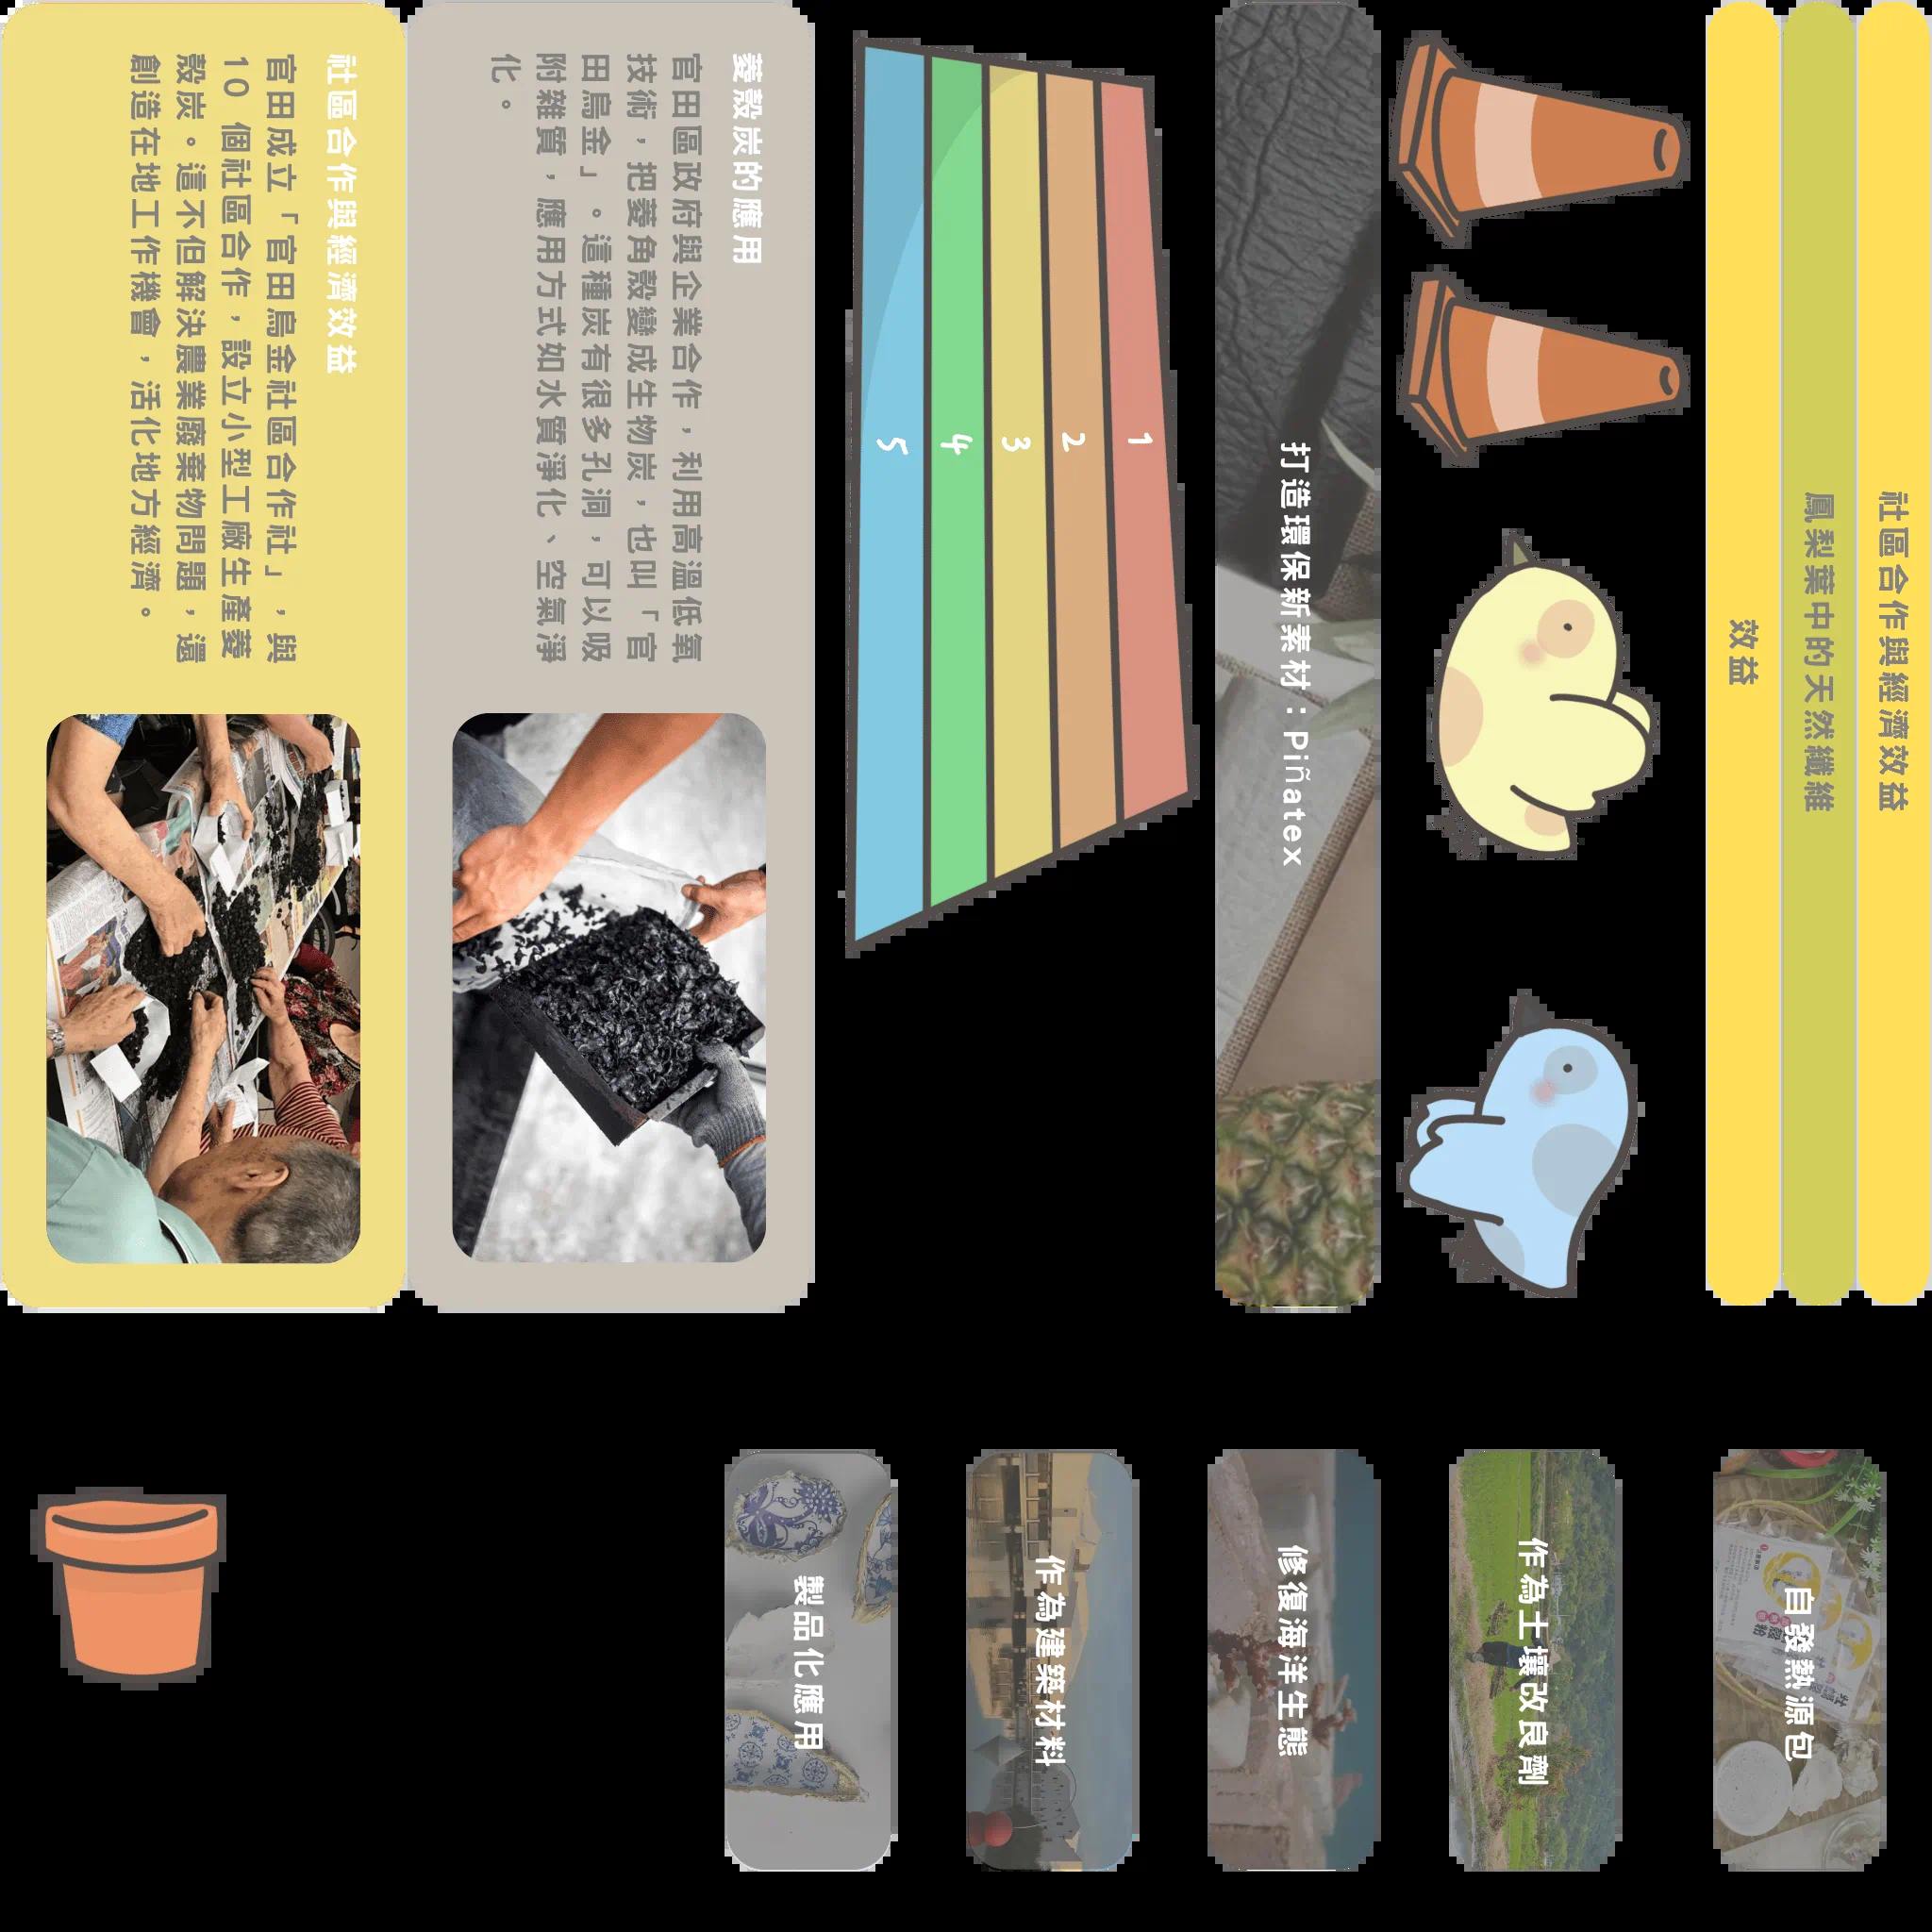 社區合作與經濟效益
官田成立「官田烏金社區合作社」，與
10 個社區合作，設立小型工廠生產菱
殼炭。這不但解決農業廢棄物問題，還
創造在地工作機會，活化地方經濟。
菱殼炭的應用
官田區政府與企業合作，利用高溫低氧
技術，把菱角殼變成生物炭，也叫「官
田烏金」。這種炭有很多孔洞，可以吸
附雜質，應用方式如水質淨化、空氣淨
化。
1
2
3
4
5
打造環保新素材：Piñatex
社區合作與經濟效益
鳳梨葉中的天然纖維
效益
製品化應用
作為建築材料
修復海洋生態
作為土壤改良劑
自發熱源包